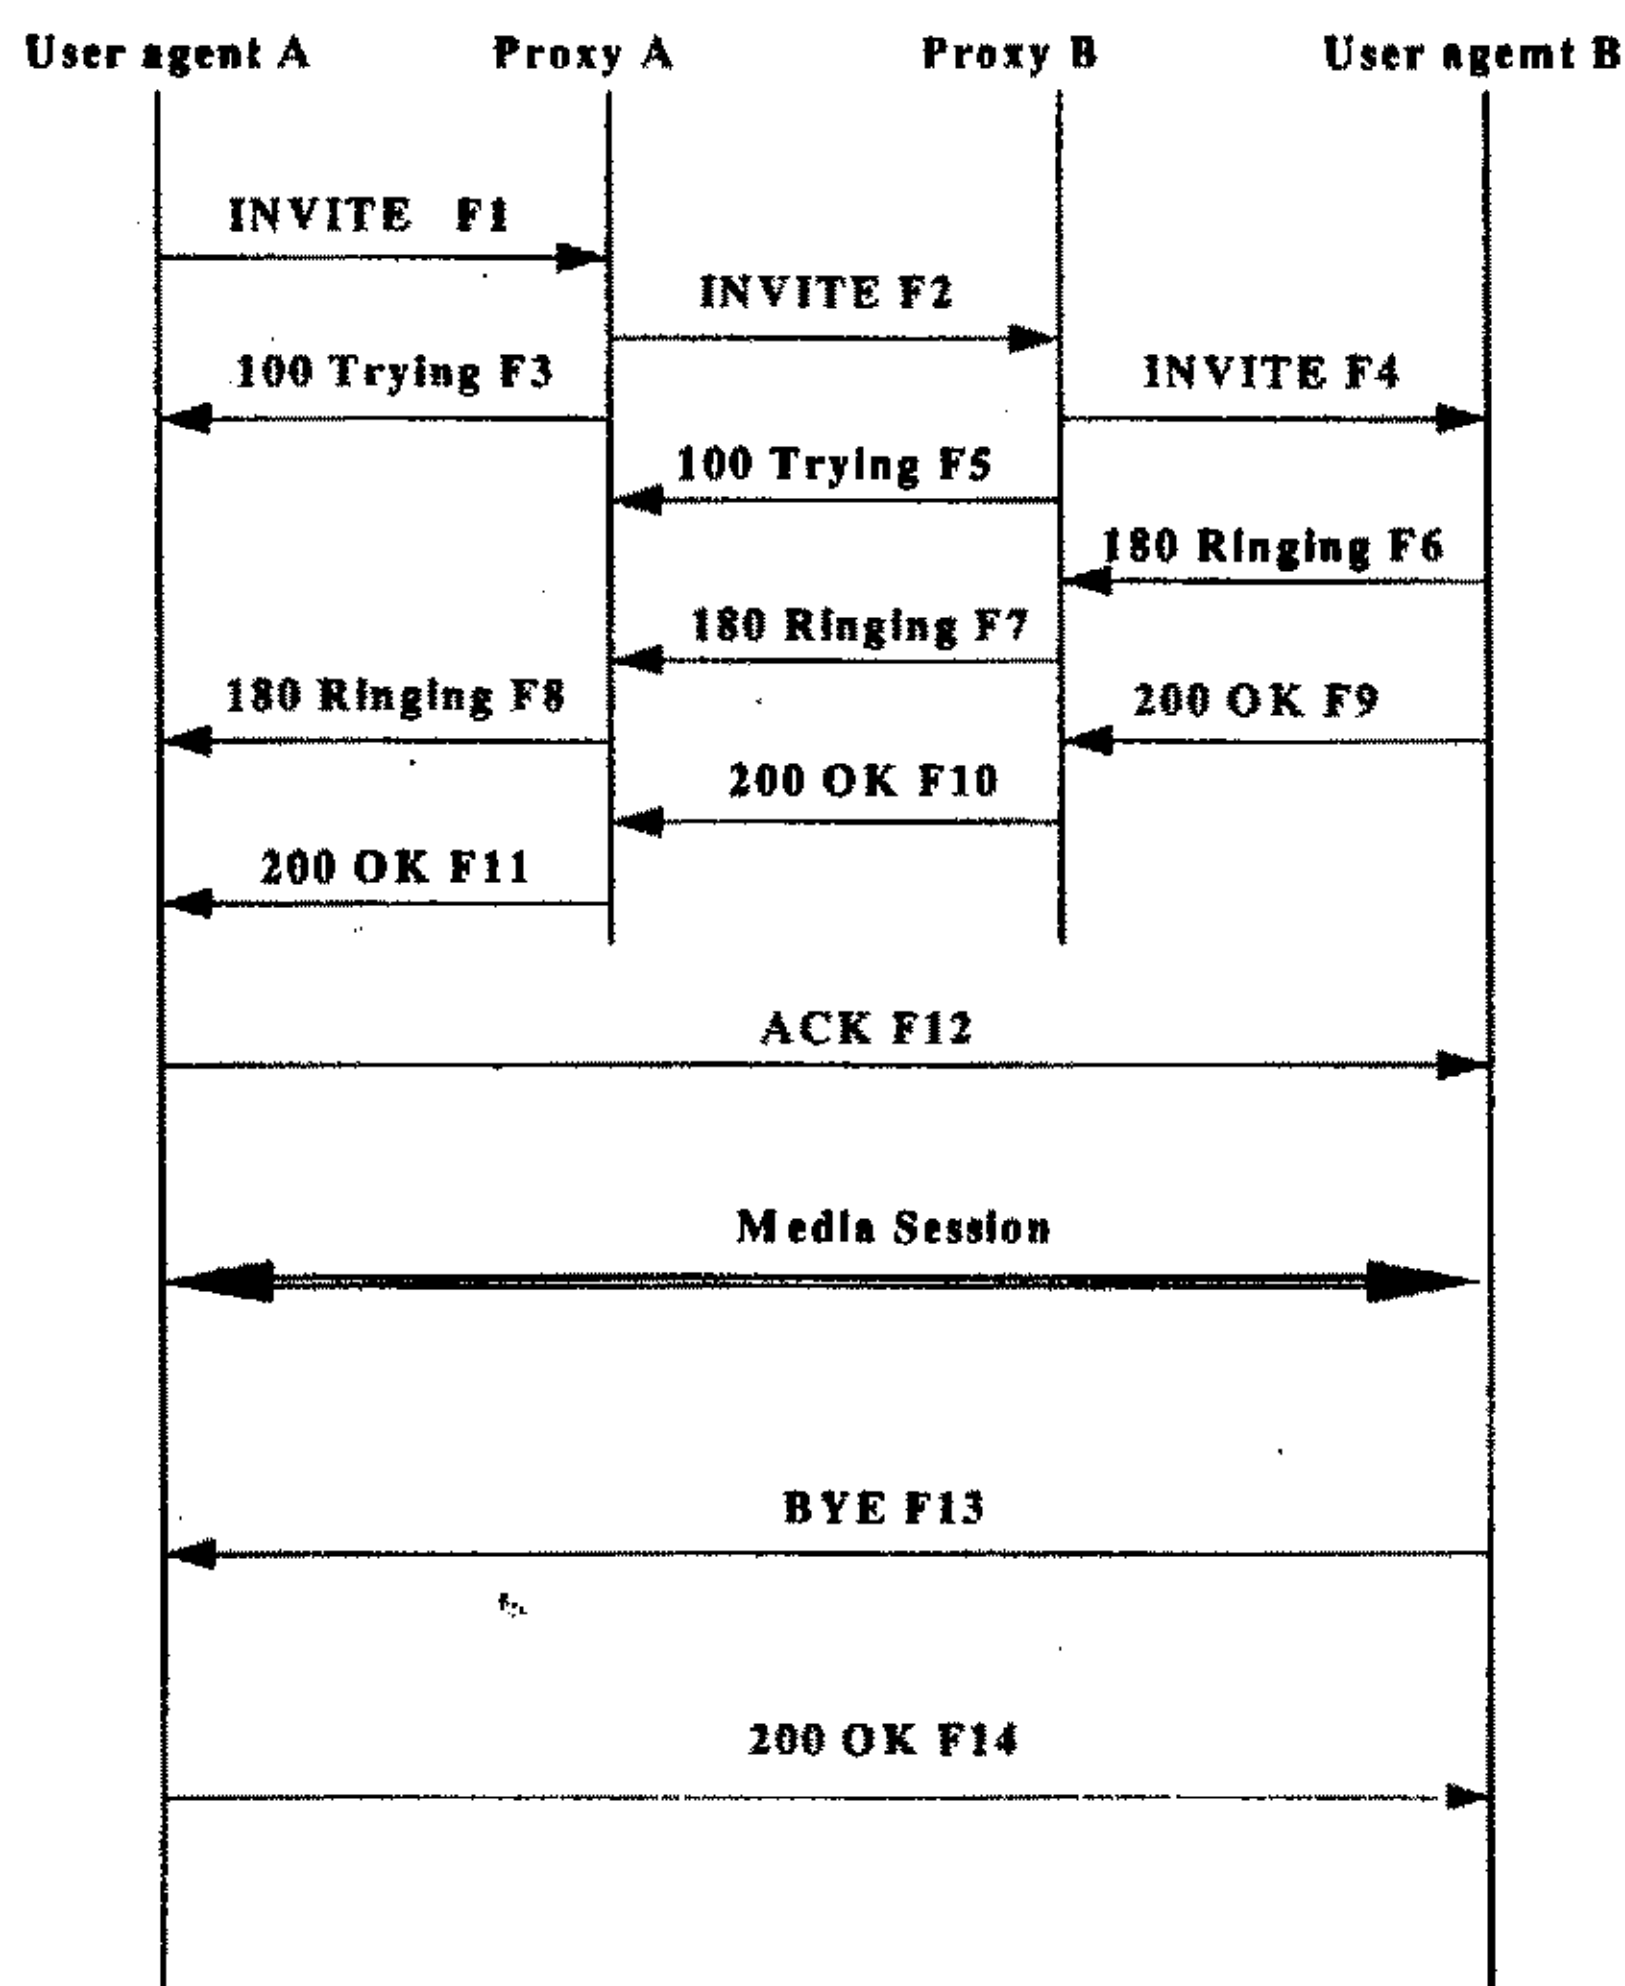 User agent A Proxy A Proxy B User agemt B
INVITE F1
INVITE F2
100 Trying F3 INVITE F4
100 Trying F5
180 Ringing F6
180 Ringing F7
180 Ringing F8 200 OK F9
200 OK F10
200 OK F11
ACK F12
Media Session
BYE F13
200 OK F14